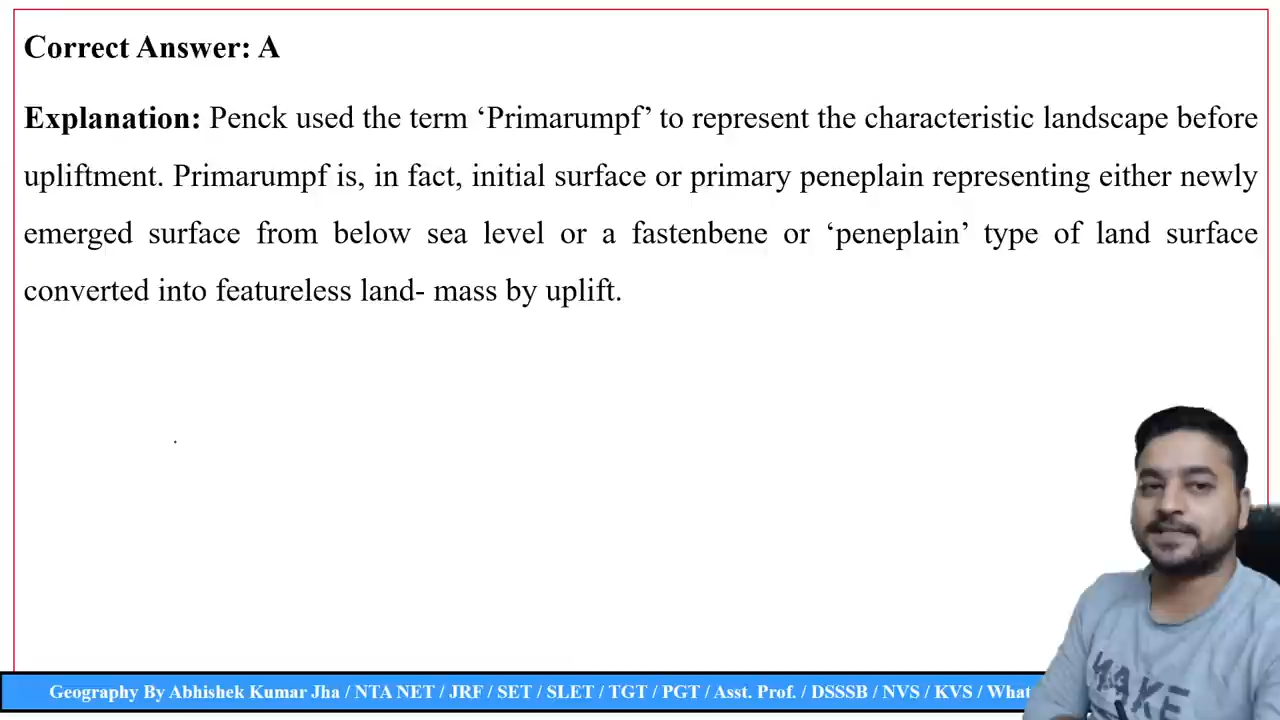 Correct Answer: A
Explanation: Penck used the term ‘Primarumpf’ to represent the characteristic landscape before
upliftment. Primarumpf is, in fact, initial surface or primary peneplain representing either newly
emerged surface from below sea level or a fastenbene or ‘peneplain’ type of land surface
converted into featureless land- mass by uplift.
MAKE
Geography By Abhishek Kumar Jha / NTA NET / JRF / SET / SLET / TGT / PGT / Asst. Prof. / DSSSB / NVS / KVS /